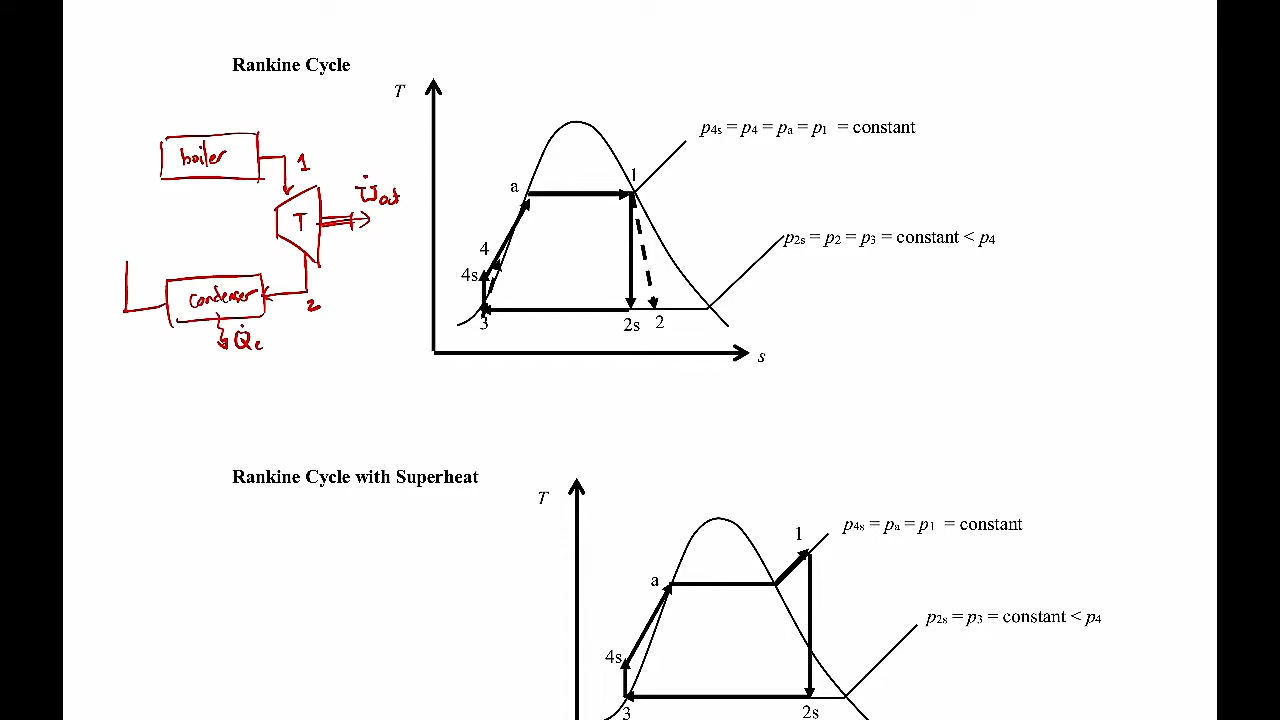 Rankine Cycle
T
p4s = p4 = pa = p1 = constant
boiler
1
1
a
T
Ẇout
4
p2s = p2 = p3 = constant < p4
4s
Condenser
2
3
2s
2
Q̇c
s
Rankine Cycle with Superheat
T
1
p4s = pa = p1 = constant
a
p2s = p3 = constant < p4
4s
3
2s